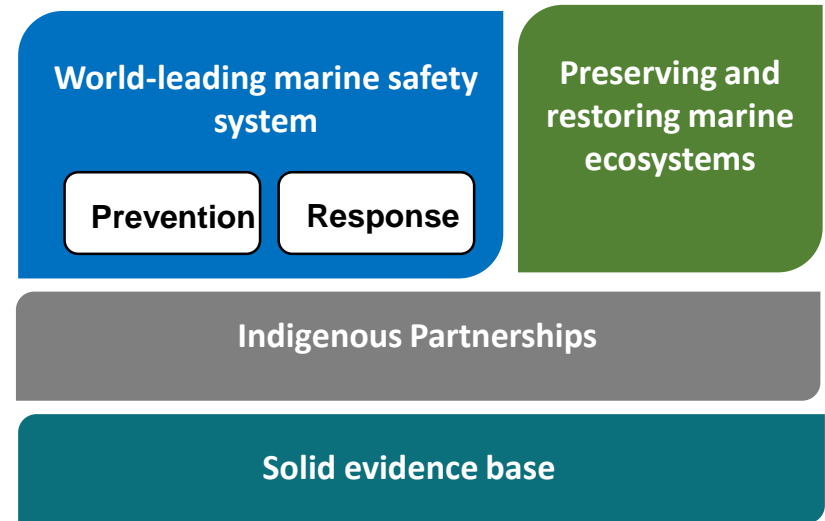 World-leading marine safety
system
Prevention
Response
Preserving and
restoring marine
ecosystems
Indigenous Partnerships
Solid evidence base